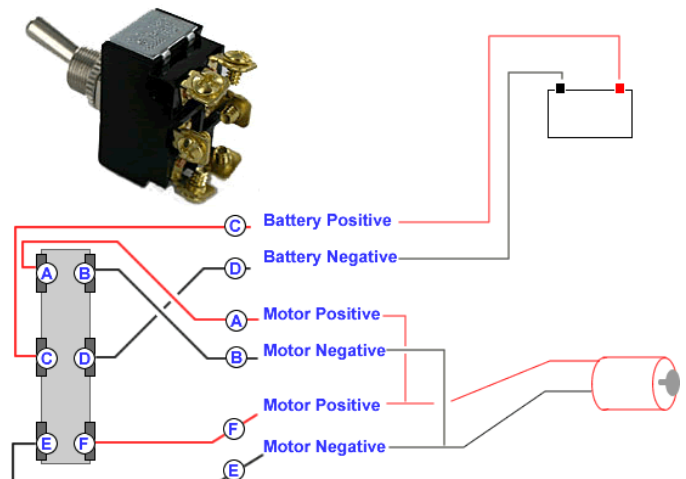 C Battery Positive
D Battery Negative
A B
A Motor Positive
C D
B Motor Negative
F Motor Positive
E F
E Motor Negative